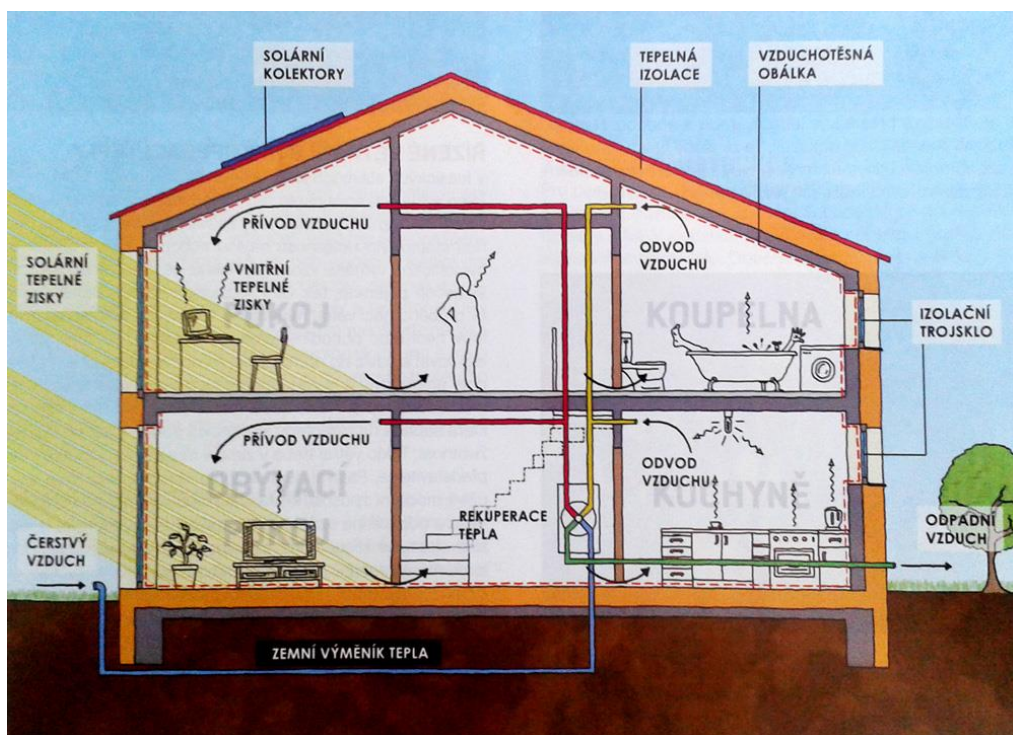 SOLÁRNÍ
KOLEKTORY
TEPELNÁ
IZOLACE
VZDUCHOTĚSNÁ
OBÁLKA
PŘÍVOD VZDUCHU
ODVOD
VZDUCHU
SOLÁRNÍ
TEPELNÉ
ZISKY
VNITŘNÍ
TEPELNÉ
ZISKY
POKOJ
KOUPELNA
IZOLAČNÍ
TROJSKLO
PŘÍVOD VZDUCHU
ODVOD
VZDUCHU
OBÝVACÍ
POKOJ
KUCHYNĚ
REKUPERACE
TEPLA
ČERSTVÝ
VZDUCH
ODPADNÍ
VZDUCH
ZEMNÍ VÝMĚNÍK TEPLA